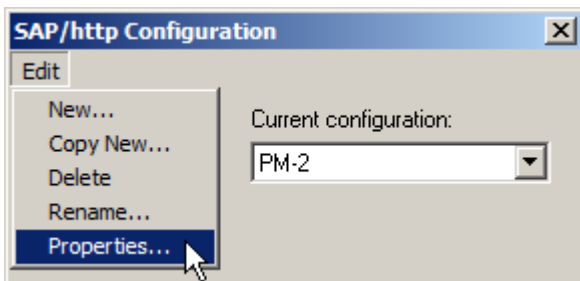 SAP/http Configuration
Edit
New...
Copy New...
Delete
Rename...
Properties...
Current configuration:
PM-2